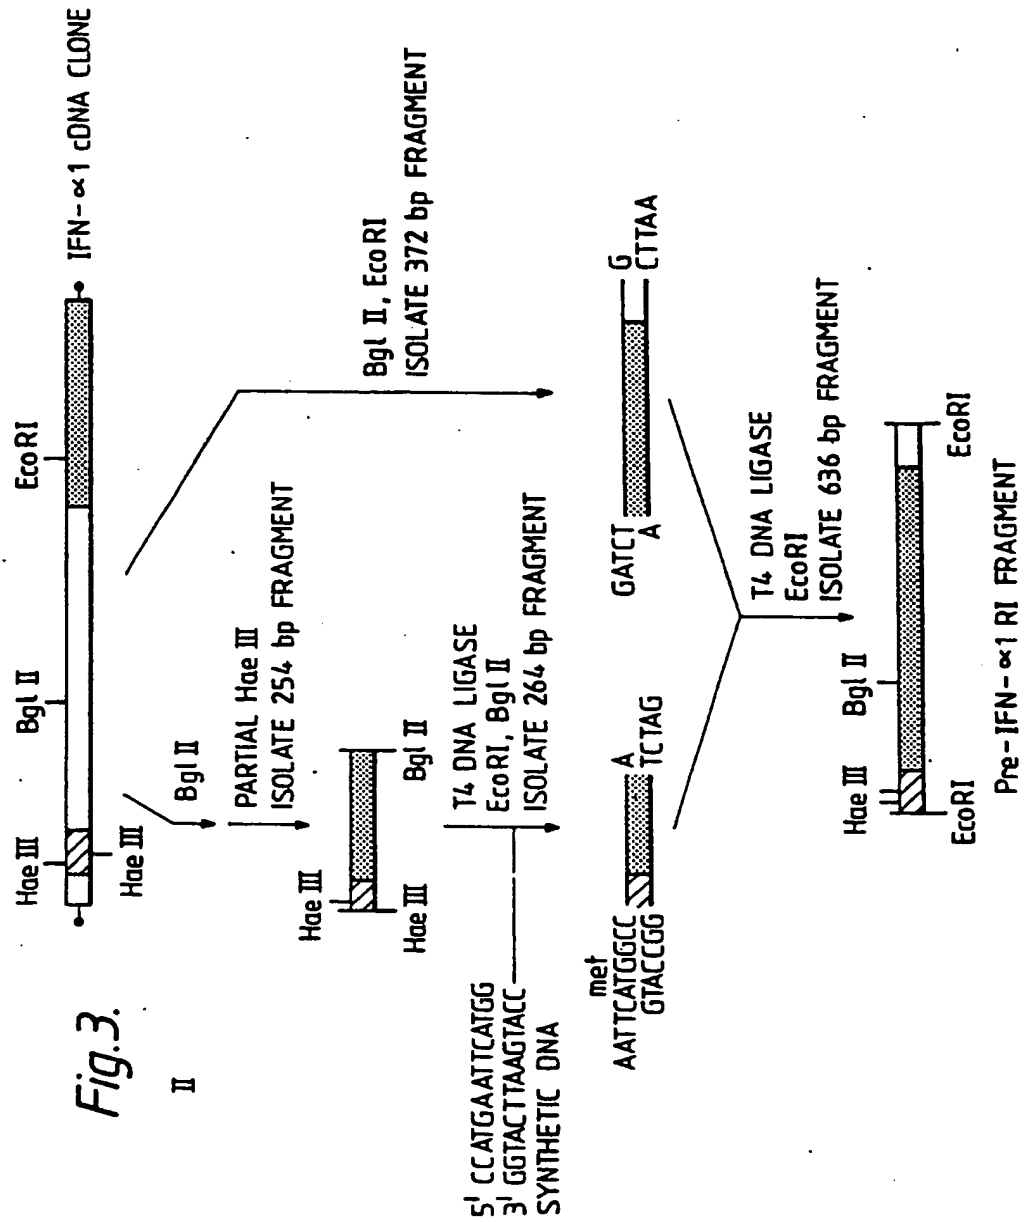 Fig.3.
II
Hae III
Bgl II
EcoRI
IFN-α1 cDNA CLONE
Hae III
Bgl II
PARTIAL Hae III
ISOLATE 254 bp FRAGMENT
Bgl II, EcoRI
ISOLATE 372 bp FRAGMENT
Hae III
Hae III
Bgl II
5' CCATGAATTCATGG
3' GGTACTTAAGTACC
SYNTHETIC DNA
T4 DNA LIGASE
EcoRI, Bgl II
ISOLATE 264 bp FRAGMENT
met
AATTCATGGCC
GTACCGG
A
TCTAG
GATCT
A
G
CTTAA
T4 DNA LIGASE
EcoRI
ISOLATE 636 bp FRAGMENT
Hae III
Bgl II
EcoRI
EcoRI
Pre-IFN-α1 RI FRAGMENT